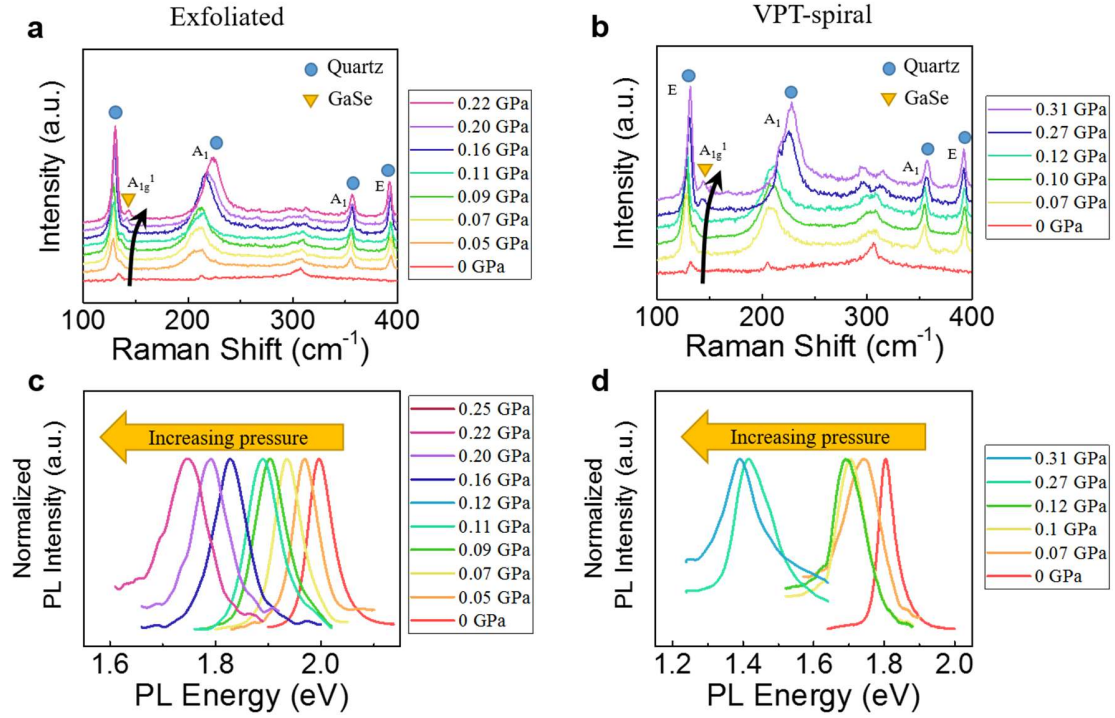 Exfoliated
VPT-spiral
a
Intensity (a.u.)
Quartz
GaSe
A1g1
A1
A1
E
0.22 GPa
0.20 GPa
0.16 GPa
0.11 GPa
0.09 GPa
0.07 GPa
0.05 GPa
0 GPa
100
200
300
400
Raman Shift (cm-1)
b
Intensity (a.u.)
E
Quartz
GaSe
A1g1
A1
A1
E
0.31 GPa
0.27 GPa
0.12 GPa
0.10 GPa
0.07 GPa
0 GPa
100
200
300
400
Raman Shift (cm-1)
c
Normalized
PL Intensity (a.u.)
Increasing pressure
0.25 GPa
0.22 GPa
0.20 GPa
0.16 GPa
0.12 GPa
0.11 GPa
0.09 GPa
0.07 GPa
0.05 GPa
0 GPa
1.6
1.8
2.0
PL Energy (eV)
d
Normalized
PL Intensity (a.u.)
Increasing pressure
0.31 GPa
0.27 GPa
0.12 GPa
0.1 GPa
0.07 GPa
0 GPa
1.2
1.4
1.6
1.8
2.0
PL Energy (eV)